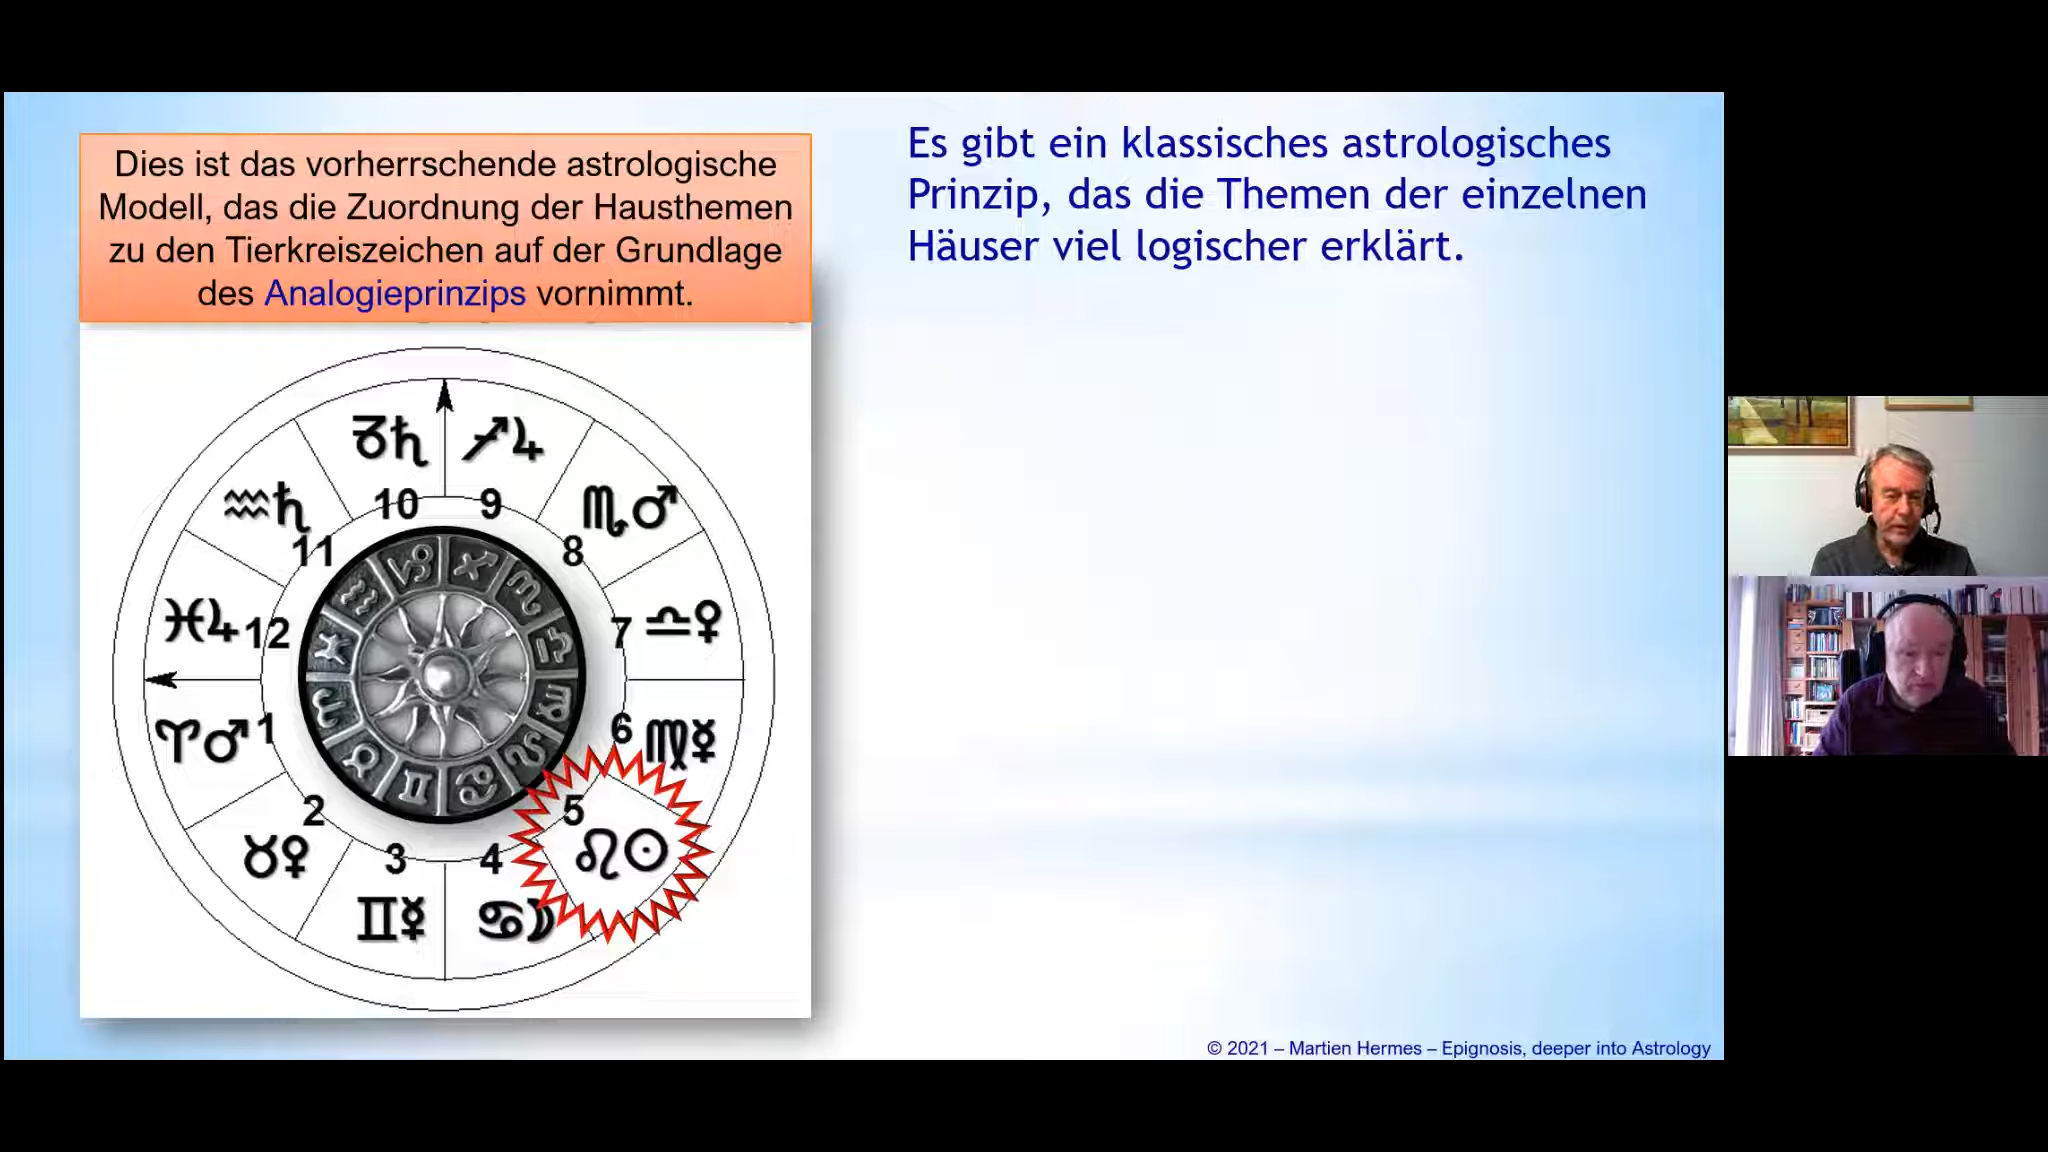 Dies ist das vorherrschende astrologische
Modell, das die Zuordnung der Hausthemen
zu den Tierkreiszeichen auf der Grundlage
des Analogieprinzips vornimmt.
Es gibt ein klassisches astrologisches
Prinzip, das die Themen der einzelnen
Häuser viel logischer erklärt.
♉︎♄ ♐♃
10 9
♒♄ ♏♂
11 8
♓♃ 12 7 ♎♀
♈♂ 1 6 ♍☿
2 5
♉♀ 3 4 ♌☉
♊☿ ♋☽
© 2021 – Martien Hermes – Epignosis, deeper into Astrology